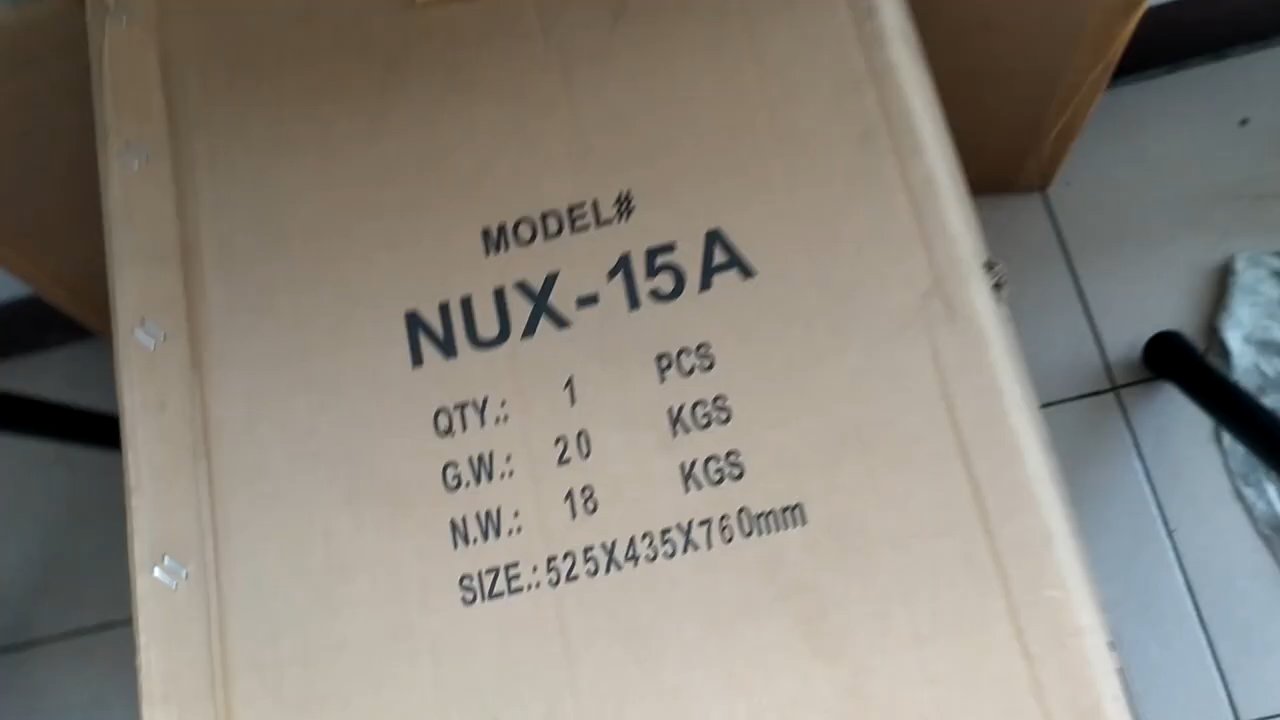 MODEL#
NUX-15A
QTY.: 1 PCS
G.W.: 20 KGS
N.W.: 18 KGS
SIZE.:525X435X760mm